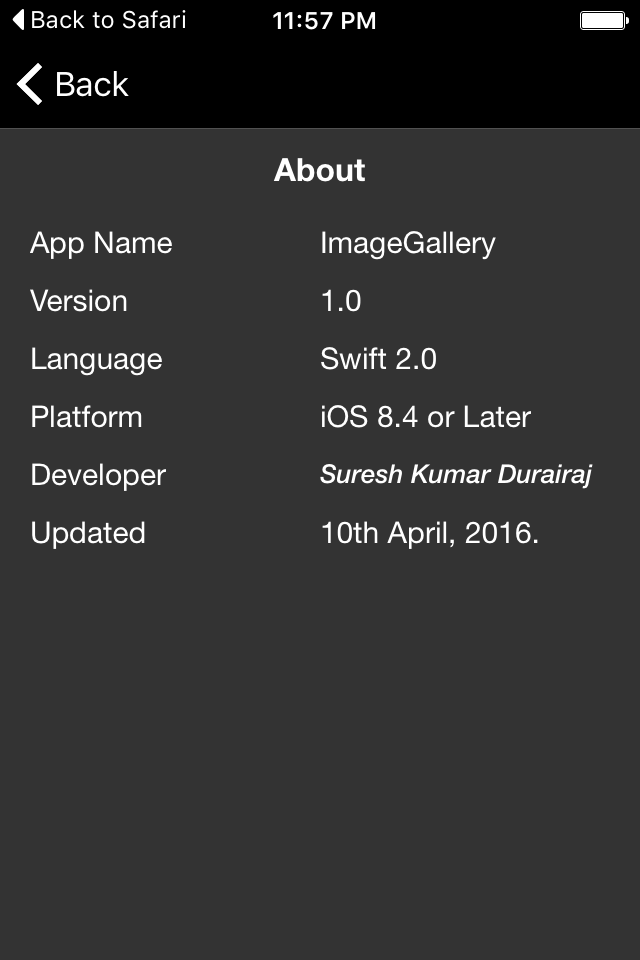 Back to Safari 11:57 PM
Back
About
App Name ImageGallery
Version 1.0
Language Swift 2.0
Platform iOS 8.4 or Later
Developer Suresh Kumar Durairaj
Updated 10th April, 2016.